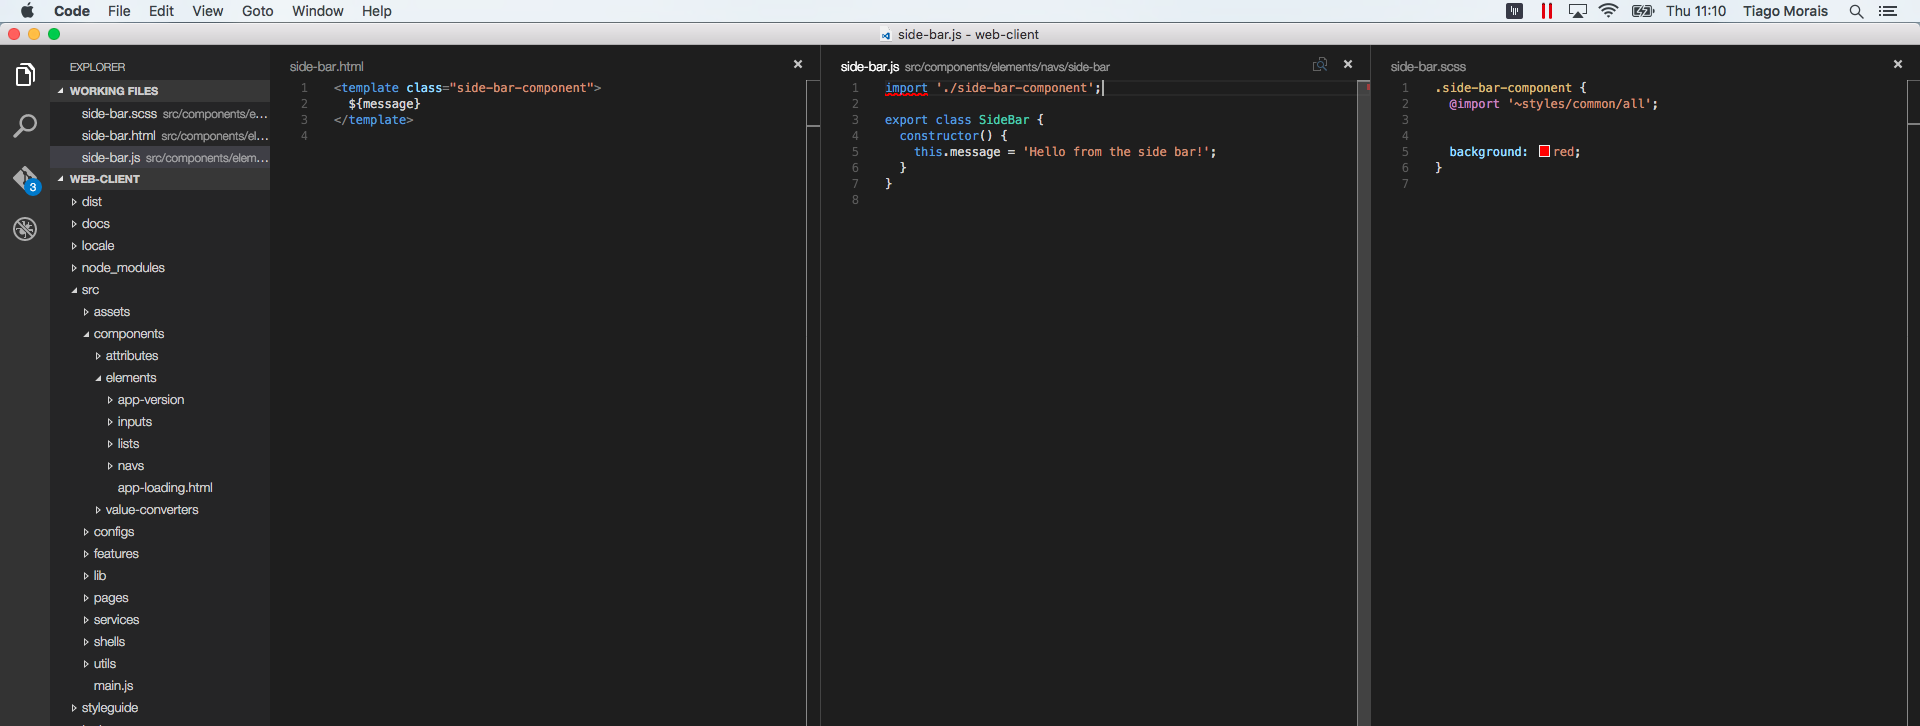 Code File Edit View Goto Window Help Thu 11:10 Tiago Morais
side-bar.js - web-client
EXPLORER
WORKING FILES
side-bar.scss src/components/e...
side-bar.html src/components/el...
side-bar.js src/components/elem...
3
WEB-CLIENT
dist
docs
locale
node_modules
src
assets
components
attributes
elements
app-version
inputs
lists
navs
app-loading.html
value-converters
configs
features
lib
pages
services
shells
utils
main.js
styleguide
side-bar.html
1 <template class="side-bar-component">
2 ${message}
3 </template>
4
side-bar.js src/components/elements/navs/side-bar
1 import './side-bar-component';
2
3 export class SideBar {
4 constructor() {
5 this.message = 'Hello from the side bar!';
6 }
7 }
8
side-bar.scss
1 .side-bar-component {
2 @import '~styles/common/all';
3
4
5 background: red;
6 }
7